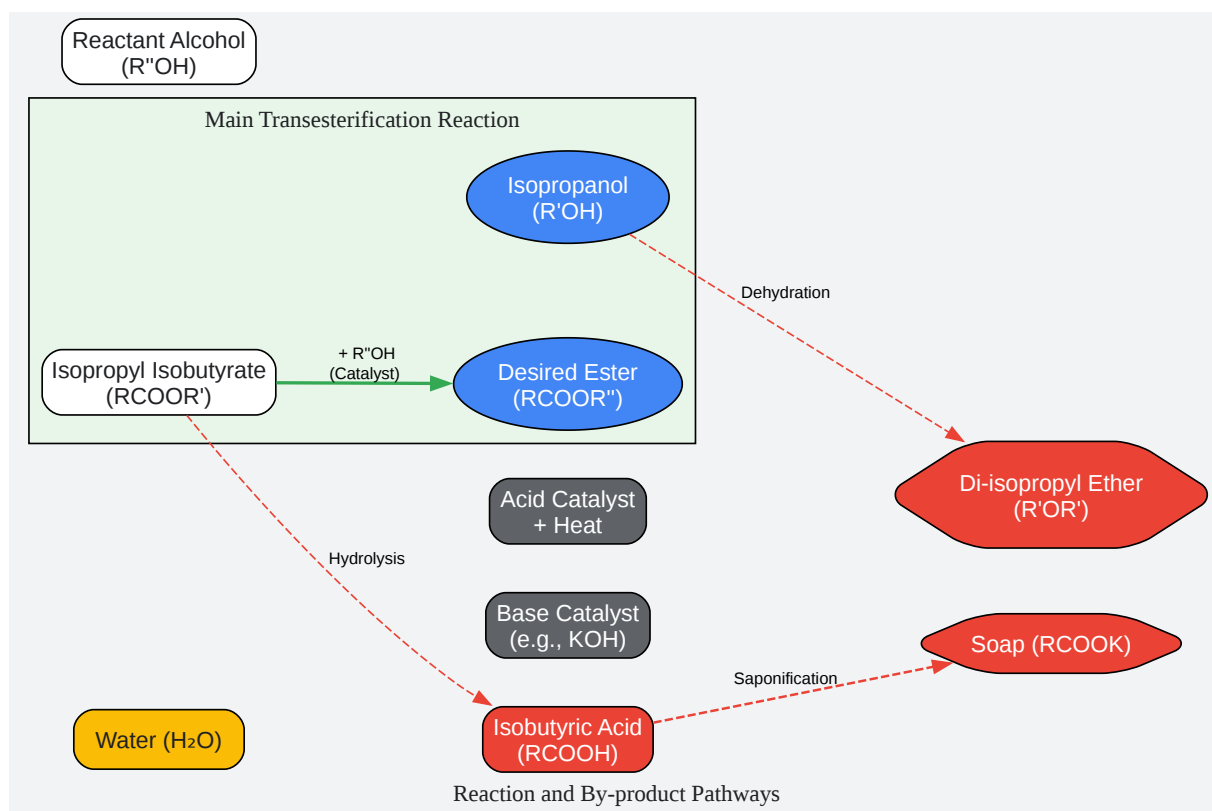 Reactant Alcohol
(R''OH)
Main Transesterification Reaction
Isopropanol
(R'OH)
Dehydration
Isopropyl Isobutyrate
(RCOOR')
+ R''OH
(Catalyst)
Desired Ester
(RCOOR'')
Di-isopropyl Ether
(R'OR')
Acid Catalyst
+ Heat
Hydrolysis
Base Catalyst
(e.g., KOH)
Soap (RCOOK)
Saponification
Water (H₂O)
Isobutyric Acid
(RCOOH)
Reaction and By-product Pathways